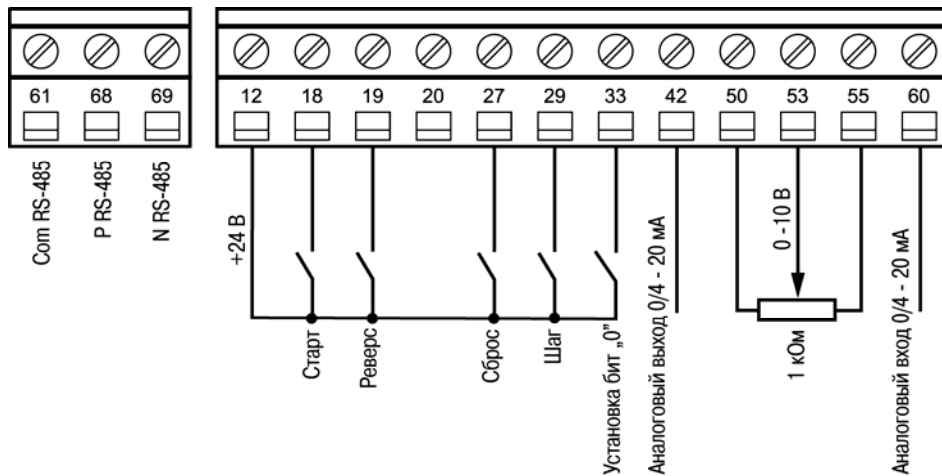 61 68 69
12 18 19 20 27 29 33 42 50 53 55 60
Com RS-485
P RS-485
N RS-485
+24 В
Старт
Реверс
Сброс
Шаг
Установка бит „0”
Аналоговый выход 0/4 - 20 мА
0 -10 В
1 кОм
Аналоговый вход 0/4 - 20 мА